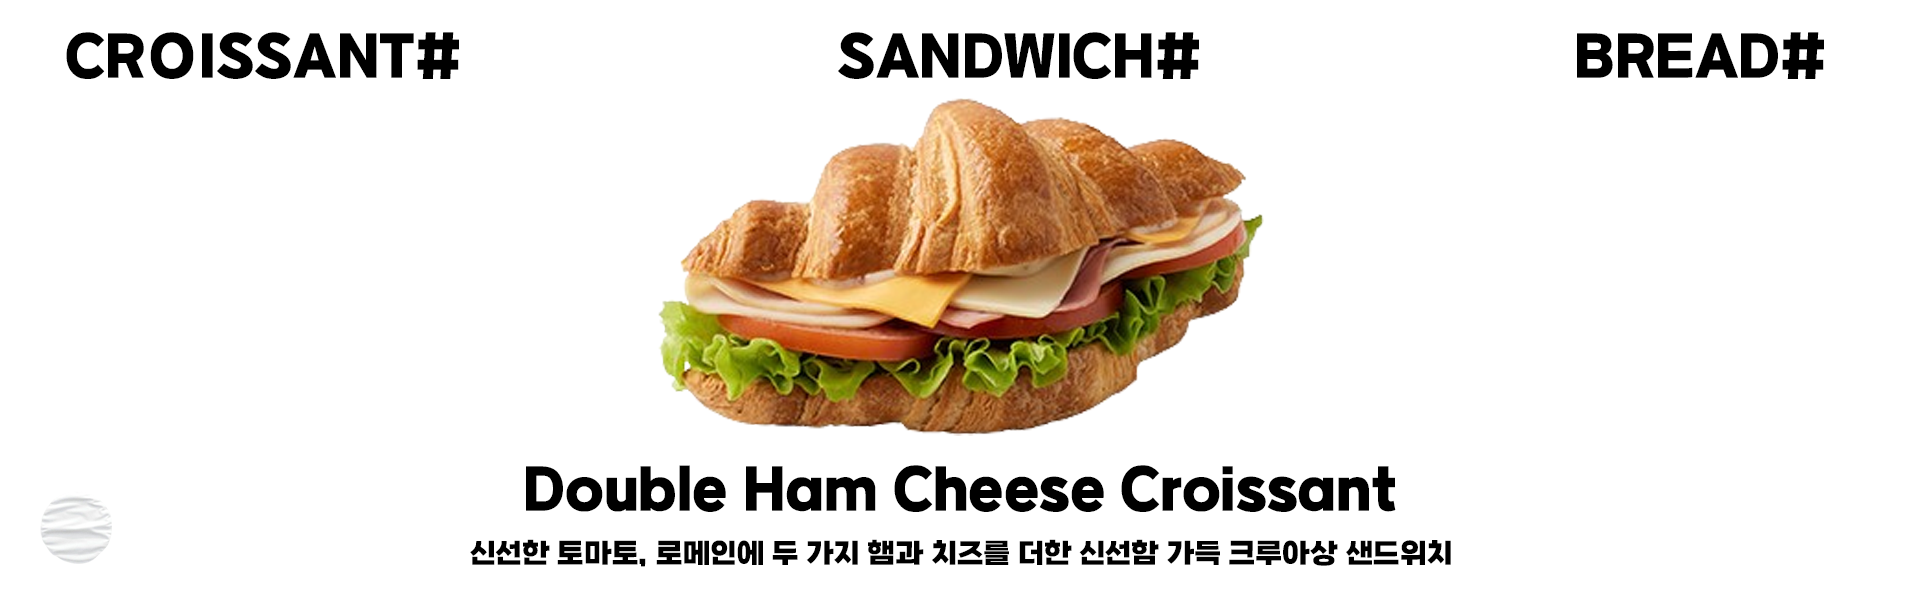 CROISSANT# SANDWICH# BREAD#
Double Ham Cheese Croissant
신선한 토마토, 로메인에 두 가지 햄과 치즈를 더한 신선함 가득 크루아상 샌드위치